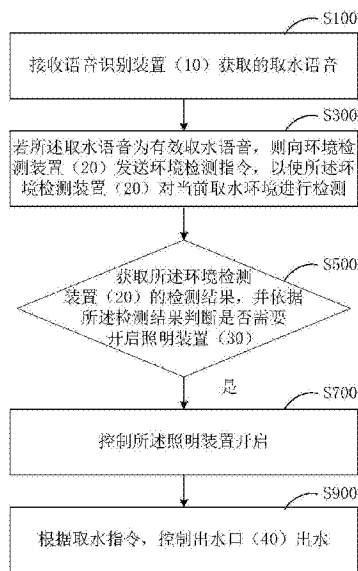 S100
接收语音识别装置（10）获取的取水语音
S300
若所述取水语音为有效取水语音，则向环境检
测装置（20）发送环境检测指令，以使所述环
境检测装置（20）对当前取水环境进行检测
S500
获取所述环境检测
装置（20）的检测结果，并依据
所述检测结果判断是否需要
开启照明装置（30）
是
S700
控制所述照明装置开启
S900
根据取水指令，控制出水口（40）出水